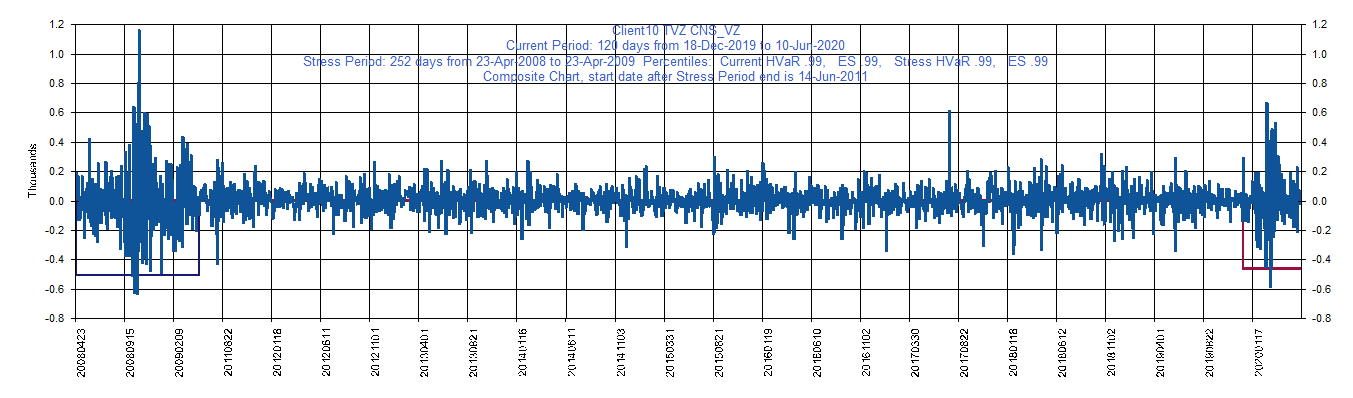 Client10 TVZ CNS_VZ
Current Period: 120 days from 18-Dec-2019 to 10-Jun-2020
Stress Period: 252 days from 23-Apr-2008 to 23-Apr-2009 Percentiles: Current HVaR .99, ES .99, Stress HVaR .99, ES .99
Composite Chart, start date after Stress Period end is 14-Jun-2011
Thousands
1.2 1.2
1.0 1.0
0.8 0.8
0.6 0.6
0.4 0.4
0.2 0.2
0.0 0.0
-0.2 -0.2
-0.4 -0.4
-0.6 -0.6
-0.8 -0.8
20080423 20080915 20090209 20110822 20120118 20120611 20121101 20130401 20130821 20140116 20140611 20141103 20150331 20150821 20160119 20160610 20161102 20170330 20170822 20180118 20180612 20181102 20190401 20190822 20200117